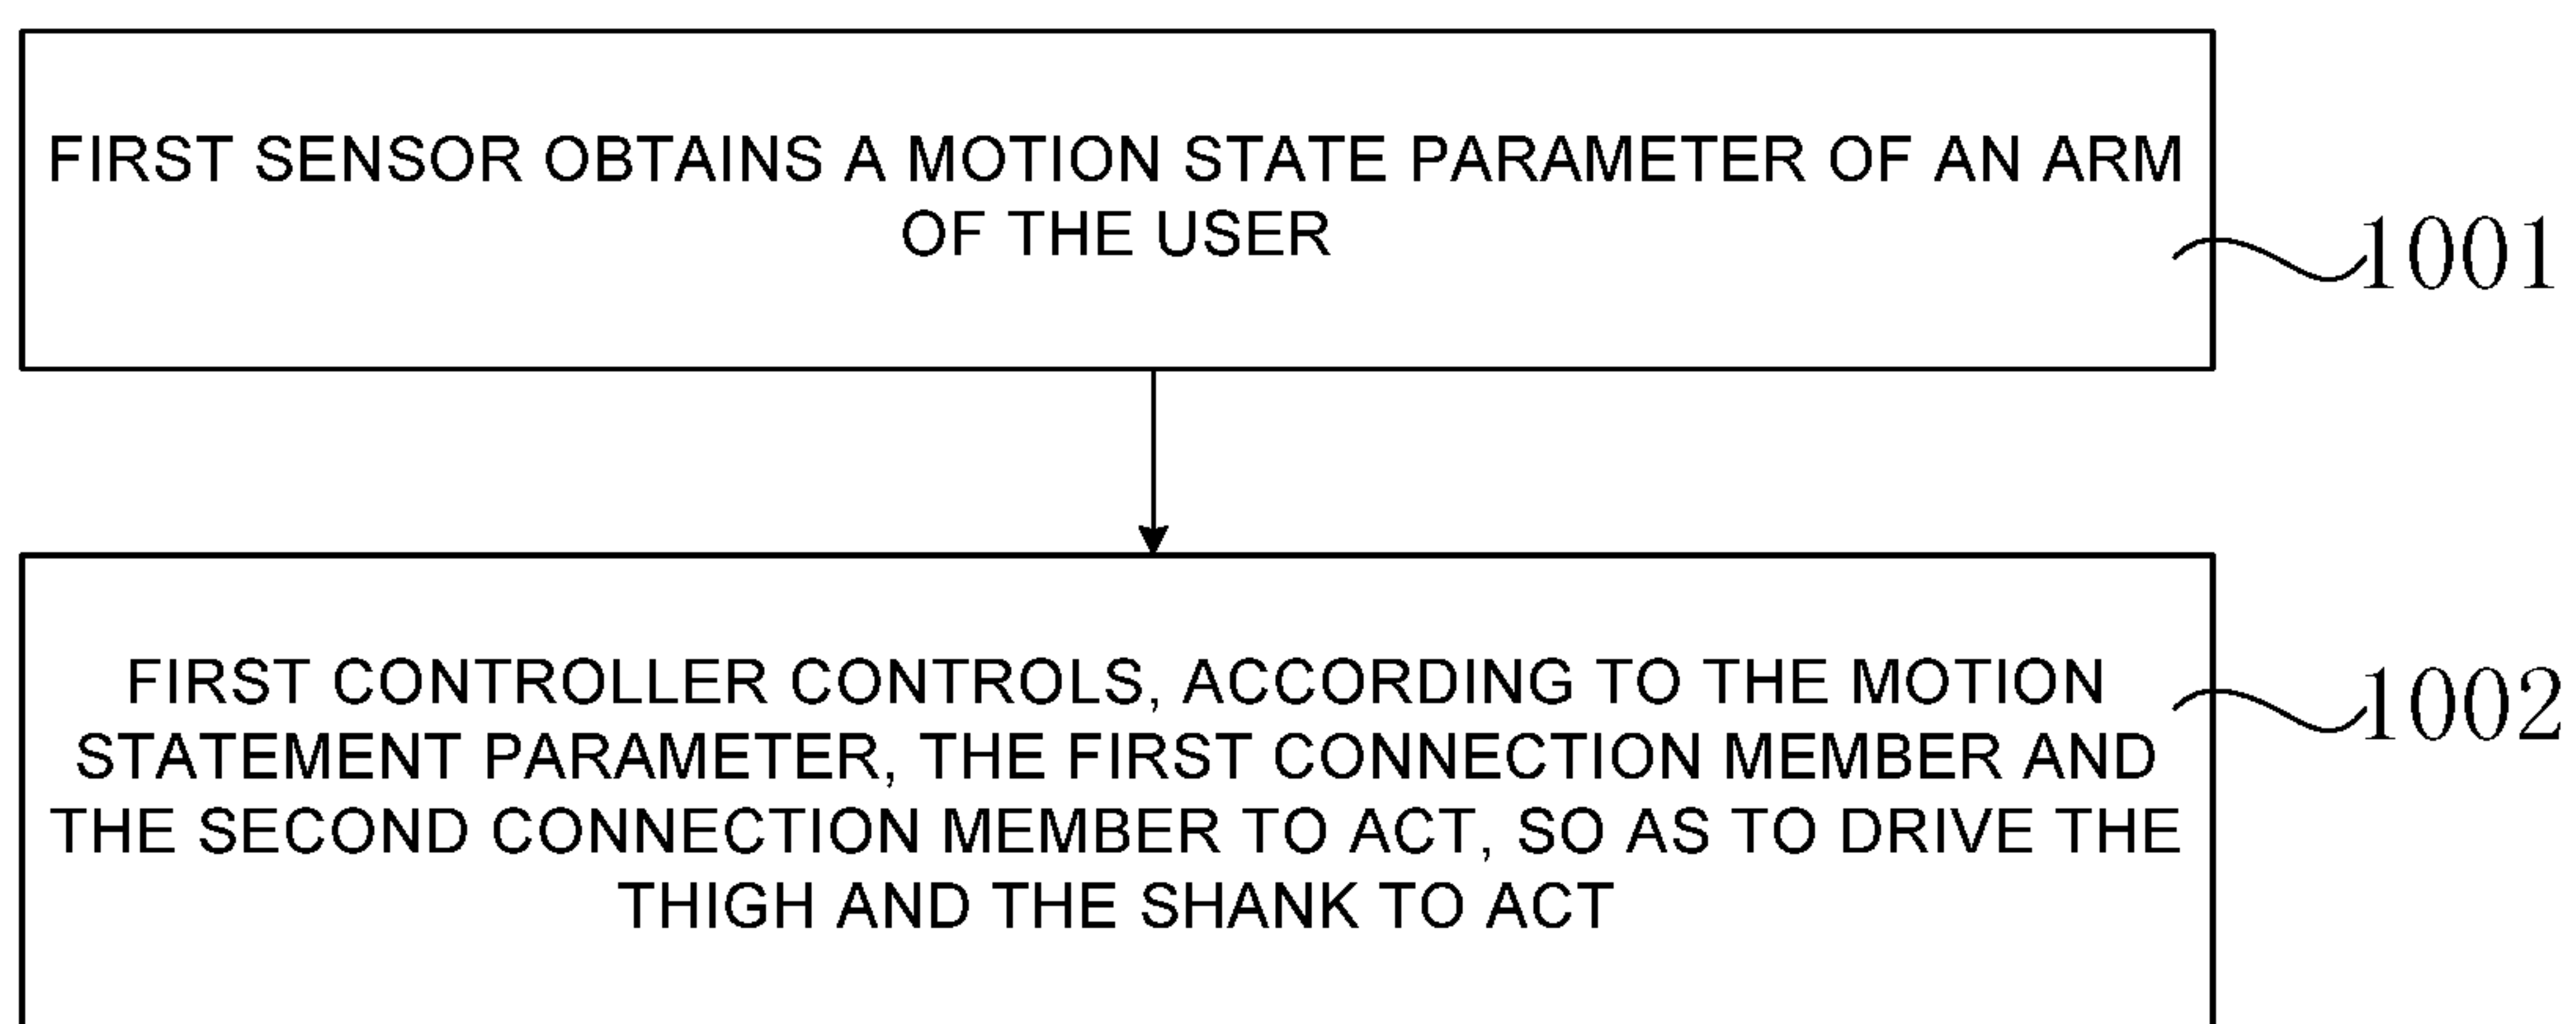 FIRST SENSOR OBTAINS A MOTION STATE PARAMETER OF AN ARM
OF THE USER
1001
FIRST CONTROLLER CONTROLS, ACCORDING TO THE MOTION
STATEMENT PARAMETER, THE FIRST CONNECTION MEMBER AND
THE SECOND CONNECTION MEMBER TO ACT, SO AS TO DRIVE THE
THIGH AND THE SHANK TO ACT
1002